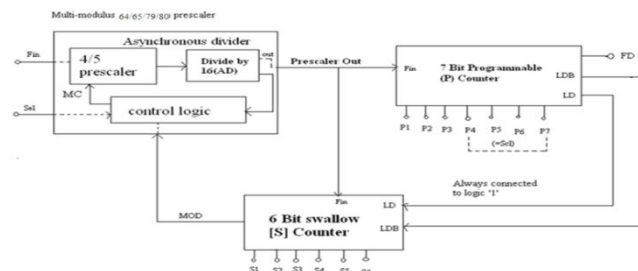 Multi-modulus 64/65/79/80/ prescaler
Asynchronous divider
Fin
4/5
prescaler
Divide by
16(AD)
out
Prescaler Out
Fin
7 Bit Programmable
(P) Counter
FD
LDB
LD
MC
Sel
control logic
P1 P2 P3 P4 P5 P6 P7
(=Sel)
Always connected
to logic '1'
Fin
MOD
6 Bit swallow
[S] Counter
LD
LDB
S1 S2 S3 S4 S5